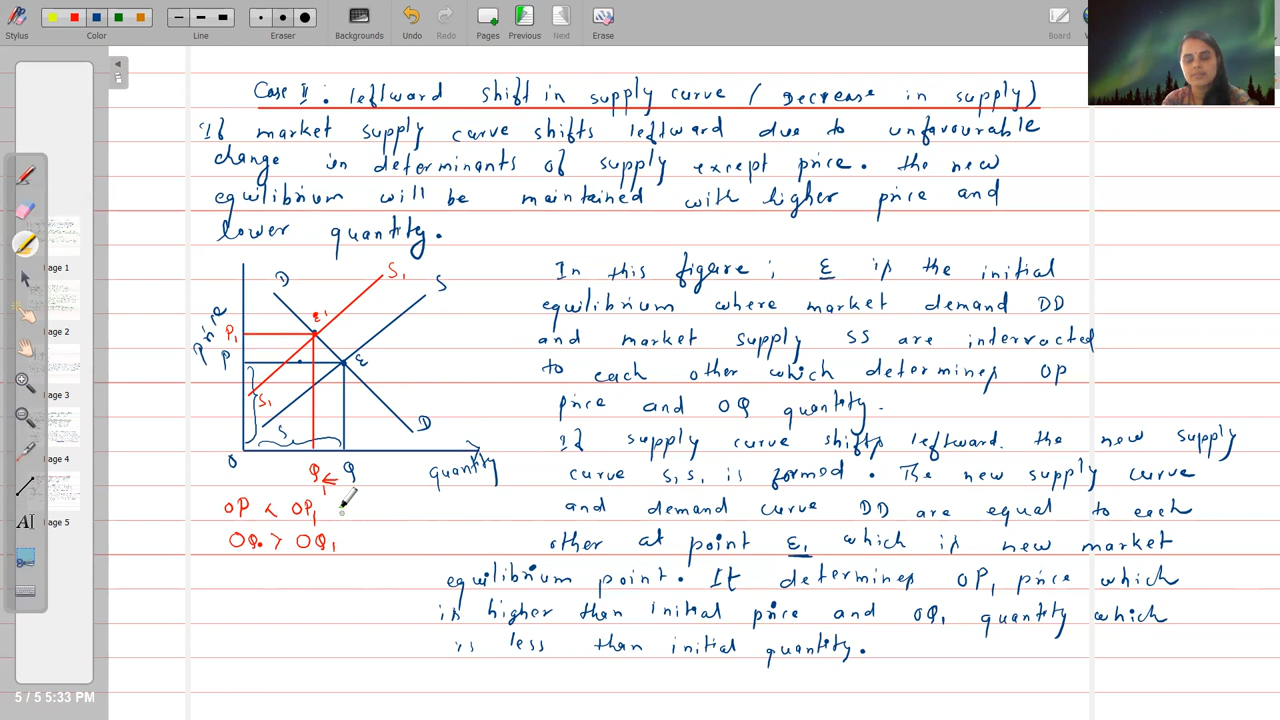 Stylus
Color
Line
Eraser
Backgrounds
Undo
Redo
Pages
Previous
Next
Erase
Board
Case II : leftward shift in supply curve ( Decrease in supply)
If market supply curve shifts leftward due to unfavourable
change in determinants of supply except price. the new
equilibrium will be maintained with higher price and
lower quantity.
In this figure; E is the initial
equilibrium where market demand DD
and market supply SS are interracted
to each other which determines OP
price and OQ quantity.
If supply curve shifts leftward. the new supply
curve S1S1 is formed. The new supply curve
and demand curve DD are equal to each
other at point E1 which is new market
equilibrium point. It determines OP1 price which
is higher than initial price and OQ1 quantity which
is less than initial quantity.
Price
D
S1
S
E1
P1
P
E
S1
S
D
O
Q1
Q
quantity
OP < OP1
OQ > OQ1
Page 1
Page 2
Page 3
Page 4
Page 5
AI
5 / 5 5:33 PM